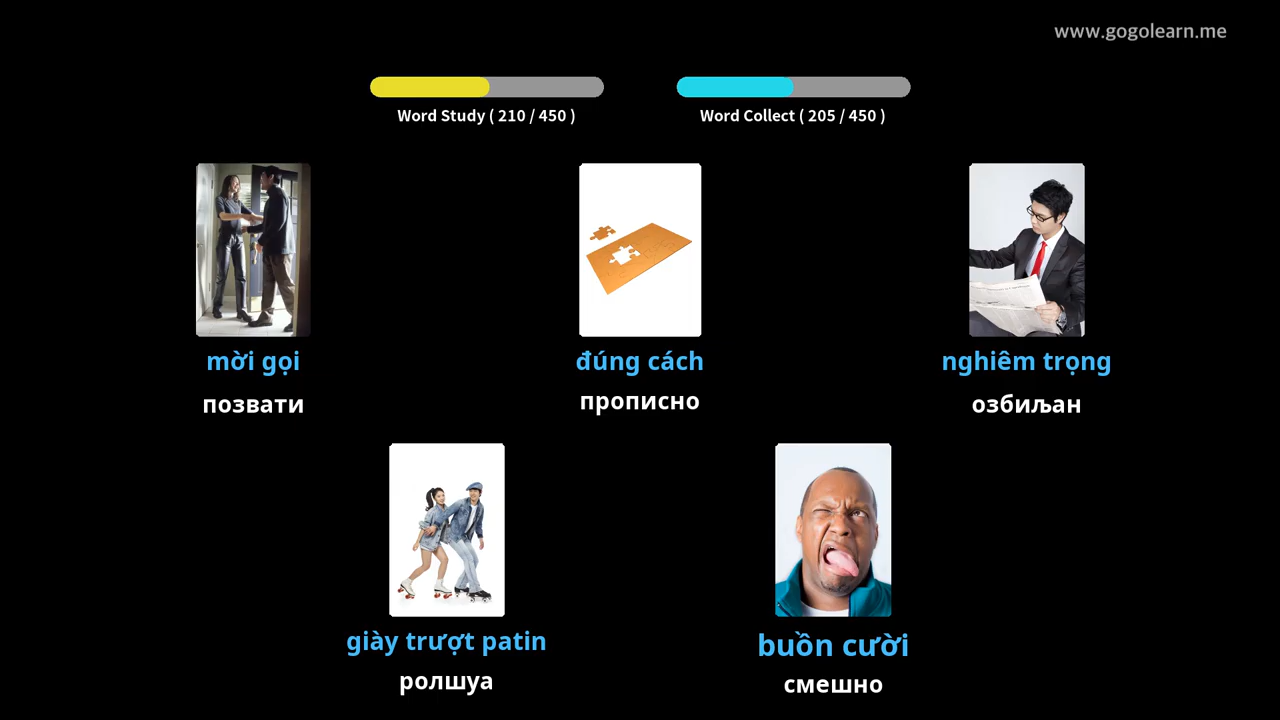 www.gogolearn.me
Word Study ( 210 / 450 )
Word Collect ( 205 / 450 )
mời gọi
позвати
đúng cách
прописно
nghiêm trọng
озбиљан
giày trượt patin
ролшуа
buồn cười
смешно